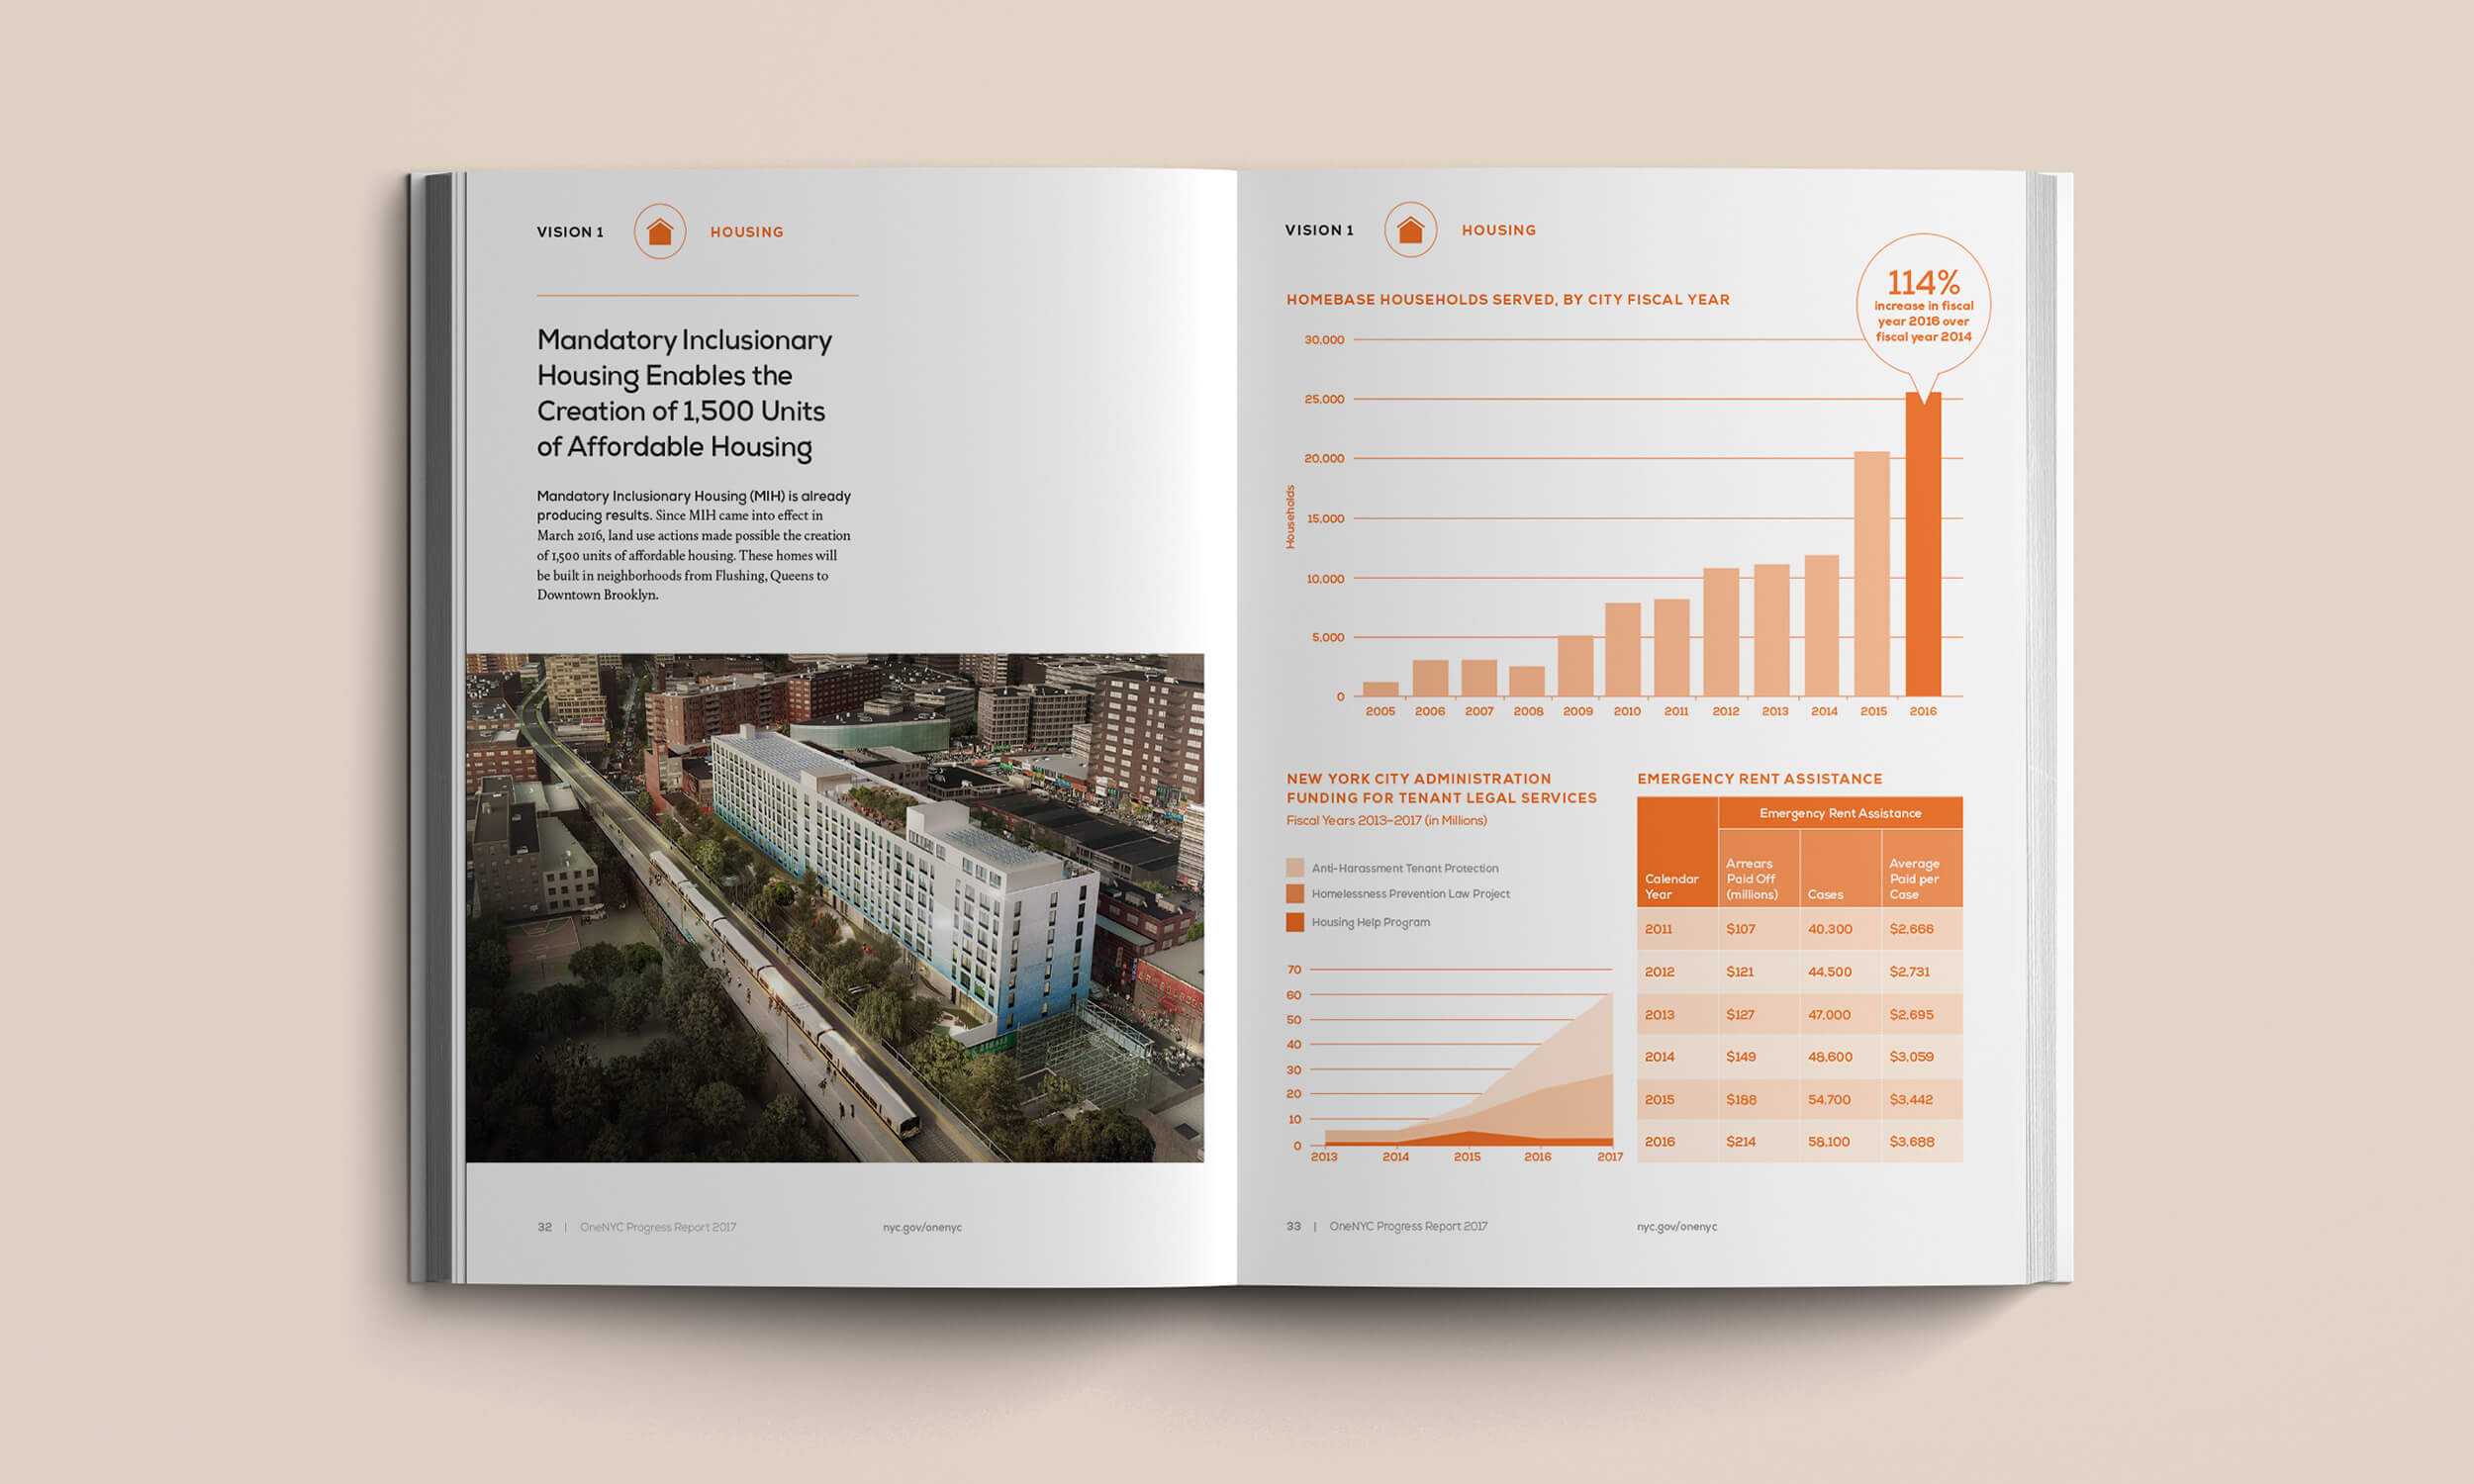 VISION 1
HOUSING
Mandatory Inclusionary
Housing Enables the
Creation of 1,500 Units
of Affordable Housing
Mandatory Inclusionary Housing (MIH) is already
producing results. Since MIH came into effect in
March 2016, land use actions made possible the creation
of 1,500 units of affordable housing. These homes will
be built in neighborhoods from Flushing, Queens to
Downtown Brooklyn.
32 | OneNYC Progress Report 2017
nyc.gov/onenyc
VISION 1
HOUSING
HOMEBASE HOUSEHOLDS SERVED, BY CITY FISCAL YEAR
114%
increase in fiscal
year 2016 over
fiscal year 2014
Households
30,000
25,000
20,000
15,000
10,000
5,000
0
2005 2006 2007 2008 2009 2010 2011 2012 2013 2014 2015 2016
NEW YORK CITY ADMINISTRATION
FUNDING FOR TENANT LEGAL SERVICES
Fiscal Years 2013–2017 (in Millions)
Anti-Harassment Tenant Protection
Homelessness Prevention Law Project
Housing Help Program
70
60
50
40
30
20
10
0
2013 2014 2015 2016 2017
EMERGENCY RENT ASSISTANCE
Emergency Rent Assistance
Calendar
Year
Arrears
Paid Off
(millions)
Cases
Average
Paid per
Case
2011 $107 40,300 $2,666
2012 $121 44,500 $2,731
2013 $127 47,000 $2,695
2014 $149 48,600 $3,059
2015 $188 54,700 $3,442
2016 $214 58,100 $3,688
33 | OneNYC Progress Report 2017
nyc.gov/onenyc